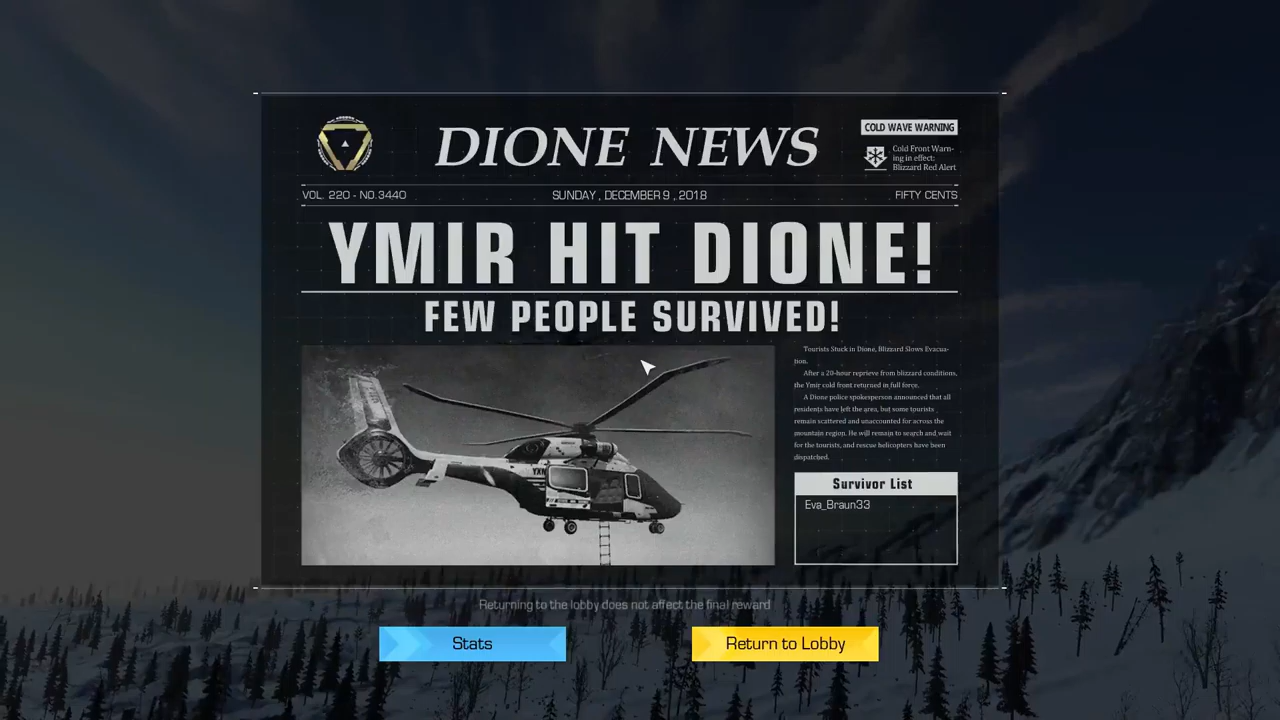 DIONE NEWS
COLD WAVE WARNING
Cold Front Warn-
ing in effect:
Blizzard Red Alert
VOL. 220 - NO.3440
SUNDAY , DECEMBER 9 , 2018
FIFTY CENTS
YMIR HIT DIONE!
FEW PEOPLE SURVIVED!
Tourists Stuck in Dione, Blizzard Slows Evacua-
tion.
After a 20-hour reprieve from blizzard conditions,
the Ymir cold front returned in full force.
A Dione police spokesperson announced that all
residents have left the area, but some tourists
remain scattered and unaccounted for across the
mountain region. He will remain to search and wait
for the tourists, and rescue helicopters have been
dispatched.
Survivor List
Eva_Braun33
Returning to the lobby does not affect the final reward
Stats
Return to Lobby